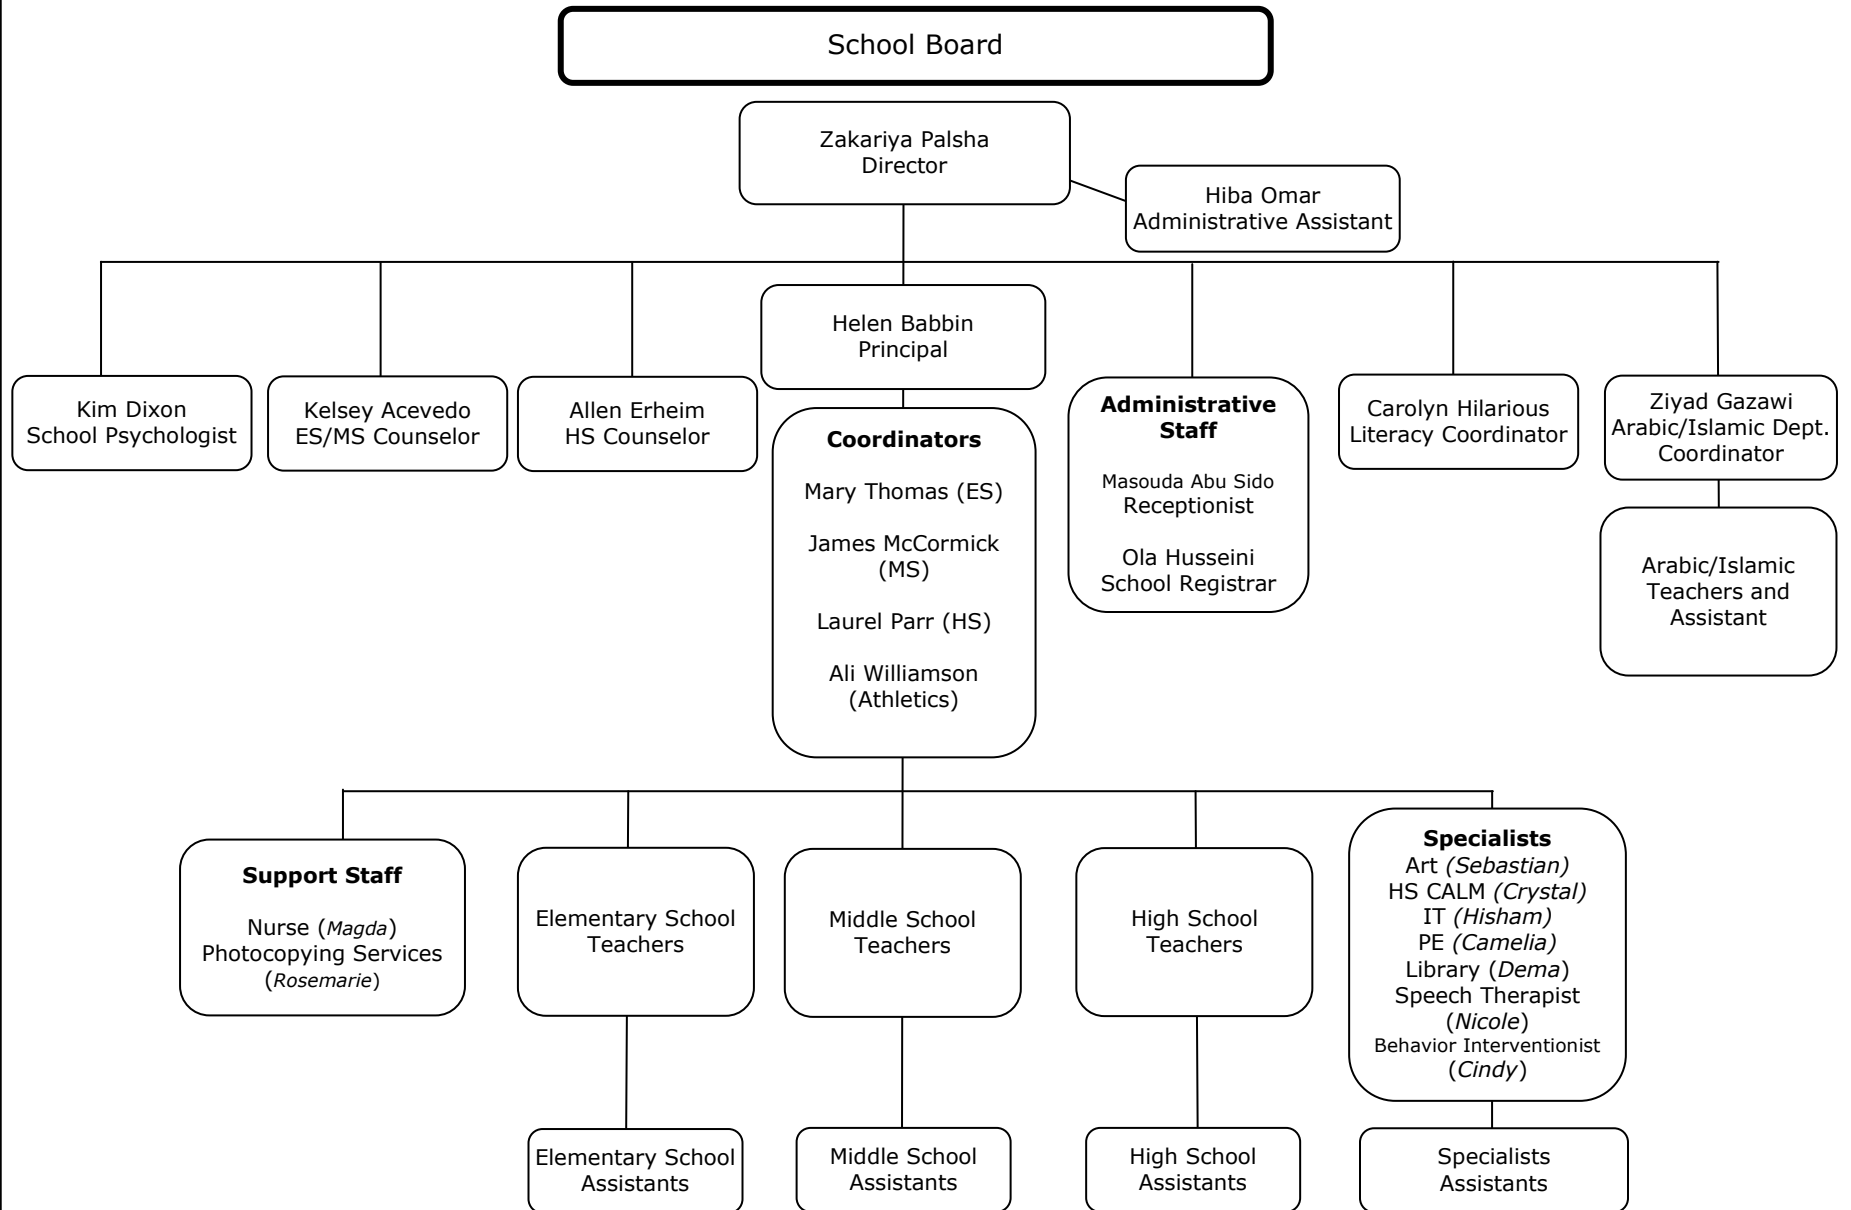 School Board
Zakariya Palsha
Director
Hiba Omar
Administrative Assistant
Helen Babbin
Principal
Kim Dixon
School Psychologist
Kelsey Acevedo
ES/MS Counselor
Allen Erheim
HS Counselor
Coordinators
Mary Thomas (ES)
James McCormick
(MS)
Laurel Parr (HS)
Ali Williamson
(Athletics)
Administrative
Staff
Masouda Abu Sido
Receptionist
Ola Husseini
School Registrar
Carolyn Hilarious
Literacy Coordinator
Ziyad Gazawi
Arabic/Islamic Dept.
Coordinator
Arabic/Islamic
Teachers and
Assistant
Support Staff
Nurse (Magda)
Photocopying Services
(Rosemarie)
Elementary School
Teachers
Middle School
Teachers
High School
Teachers
Specialists
Art (Sebastian)
HS CALM (Crystal)
IT (Hisham)
PE (Camelia)
Library (Dema)
Speech Therapist
(Nicole)
Behavior Interventionist
(Cindy)
Elementary School
Assistants
Middle School
Assistants
High School
Assistants
Specialists
Assistants